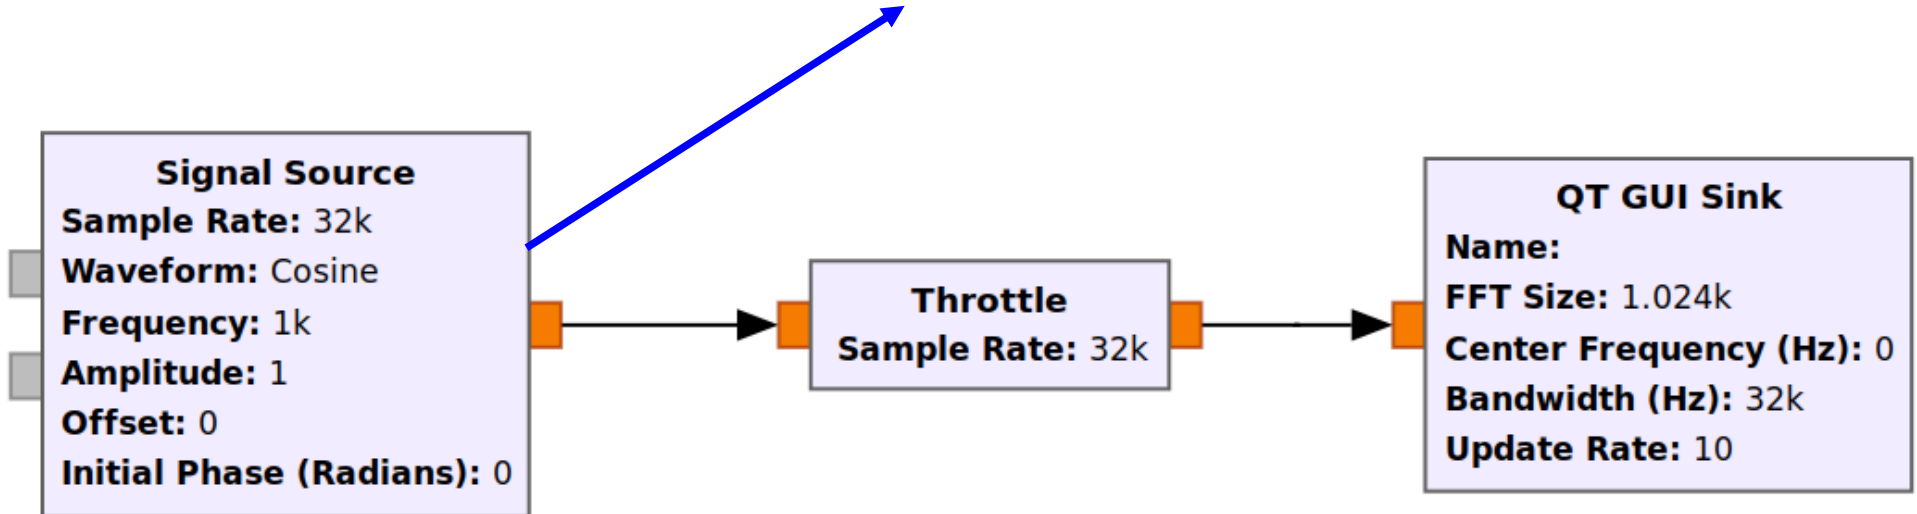 Signal Source
Sample Rate: 32k
Waveform: Cosine
Frequency: 1k
Amplitude: 1
Offset: 0
Initial Phase (Radians): 0
Throttle
Sample Rate: 32k
QT GUI Sink
Name:
FFT Size: 1.024k
Center Frequency (Hz): 0
Bandwidth (Hz): 32k
Update Rate: 10